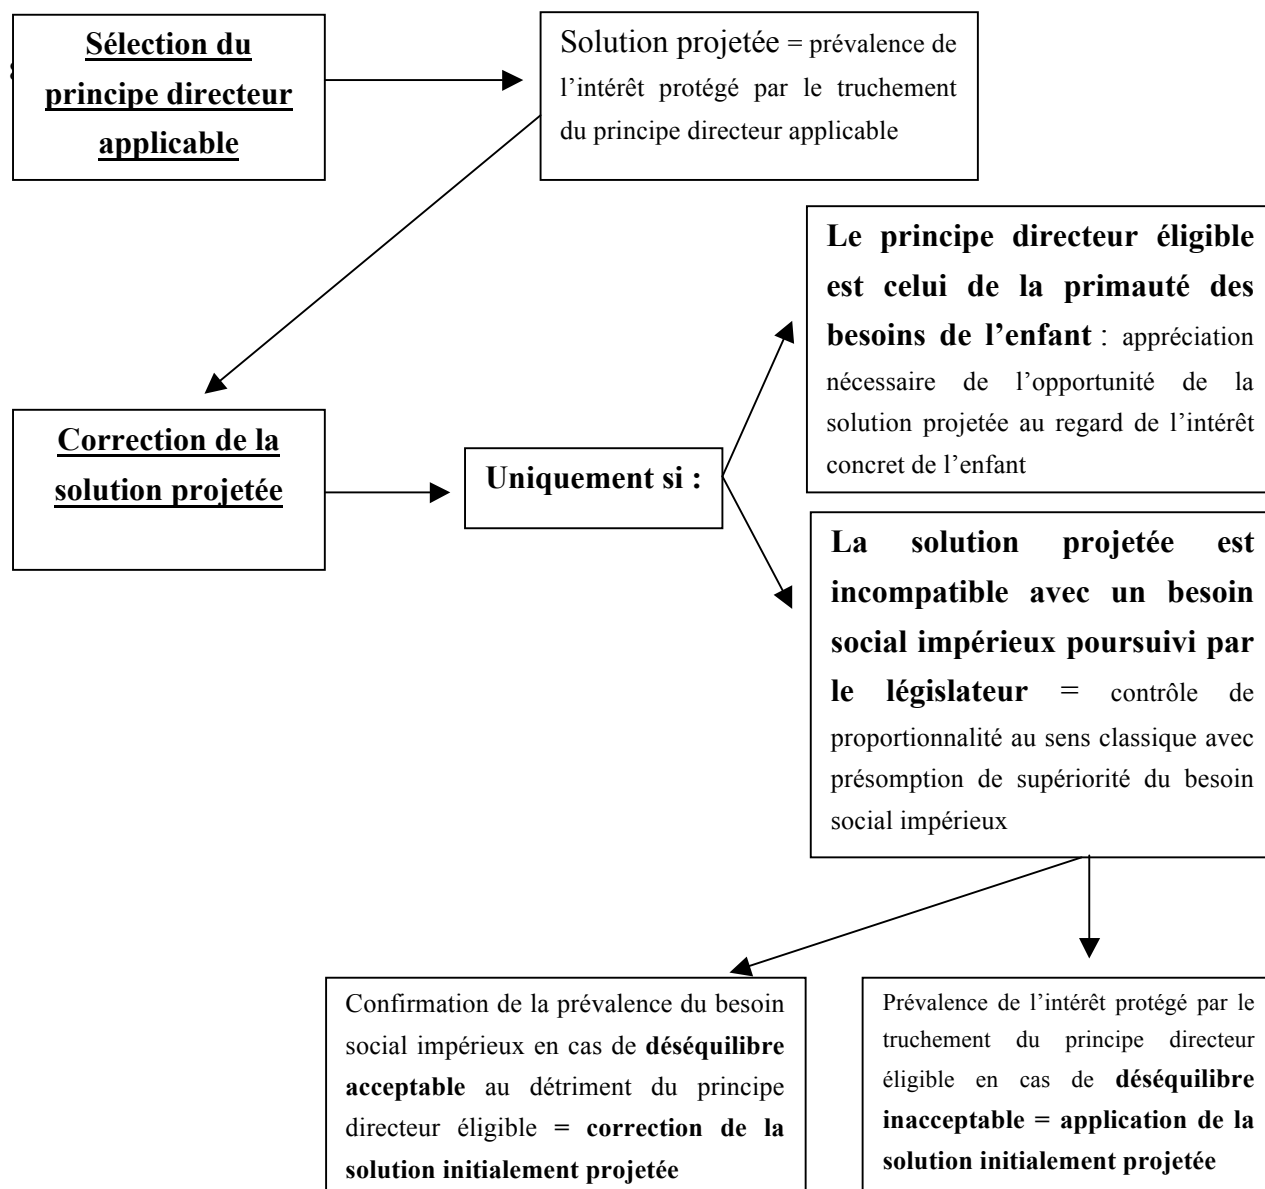 Sélection du
principe directeur
applicable
Solution projetée = prévalence de
l’intérêt protégé par le truchement
du principe directeur applicable
Le principe directeur éligible
est celui de la primauté des
besoins de l’enfant : appréciation
nécessaire de l’opportunité de la
solution projetée au regard de l’intérêt
concret de l’enfant
Correction de la
solution projetée
Uniquement si :
La solution projetée est
incompatible avec un besoin
social impérieux poursuivi par
le législateur = contrôle de
proportionnalité au sens classique avec
présomption de supériorité du besoin
social impérieux
Confirmation de la prévalence du besoin
social impérieux en cas de déséquilibre
acceptable au détriment du principe
directeur éligible = correction de la
solution initialement projetée
Prévalence de l’intérêt protégé par le
truchement du principe directeur
éligible en cas de déséquilibre
inacceptable = application de la
solution initialement projetée